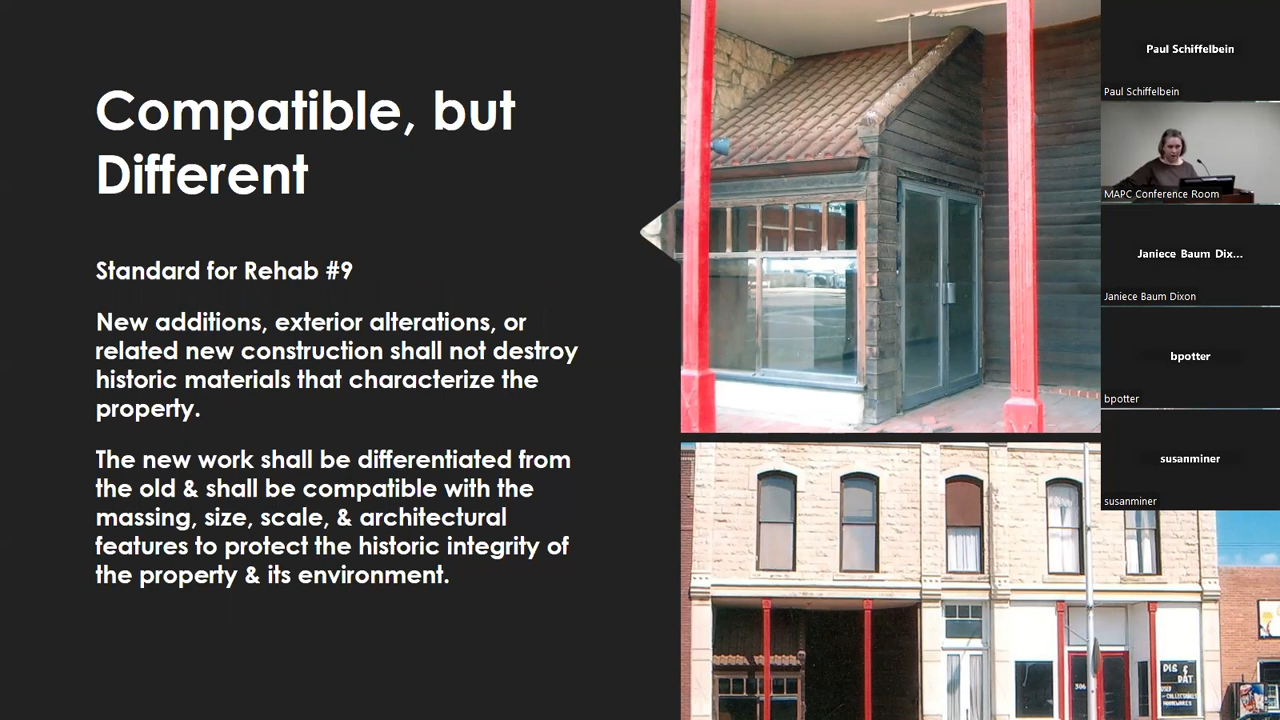 Compatible, but
Different
Standard for Rehab #9
New additions, exterior alterations, or
related new construction shall not destroy
historic materials that characterize the
property.
The new work shall be differentiated from
the old & shall be compatible with the
massing, size, scale, & architectural
features to protect the historic integrity of
the property & its environment.
Paul Schiffelbein
Paul Schiffelbein
MAPC Conference Room
Janiece Baum Dix...
Janiece Baum Dixon
bpotter
bpotter
susanminer
susanminer
DIS &
DAT
306